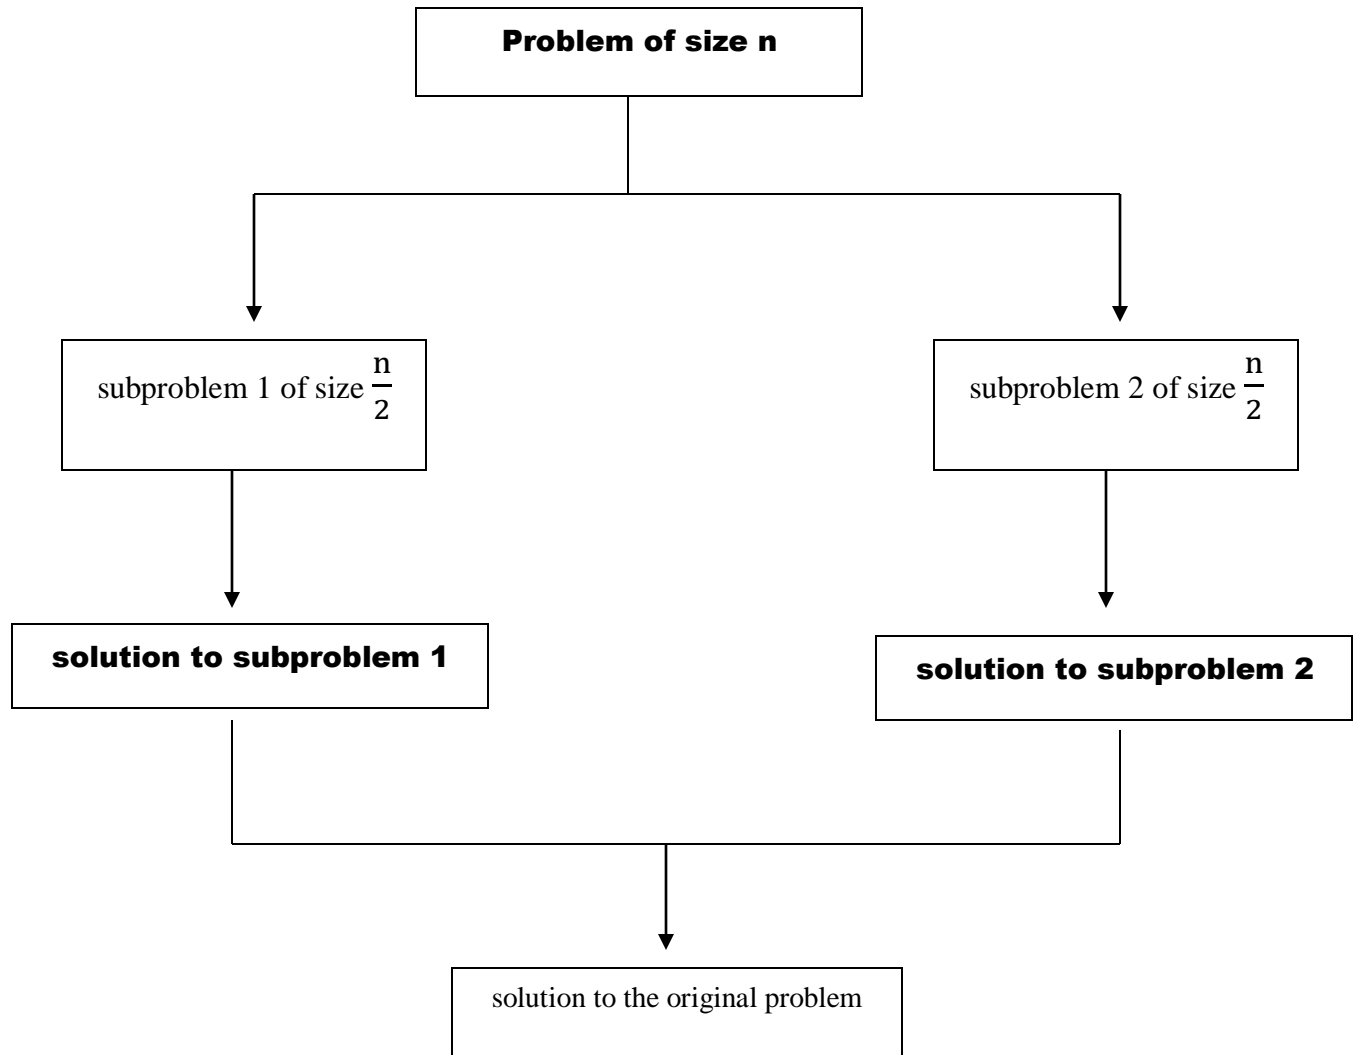 Problem of size n
subproblem 1 of size n/2
subproblem 2 of size n/2
solution to subproblem 1
solution to subproblem 2
solution to the original problem